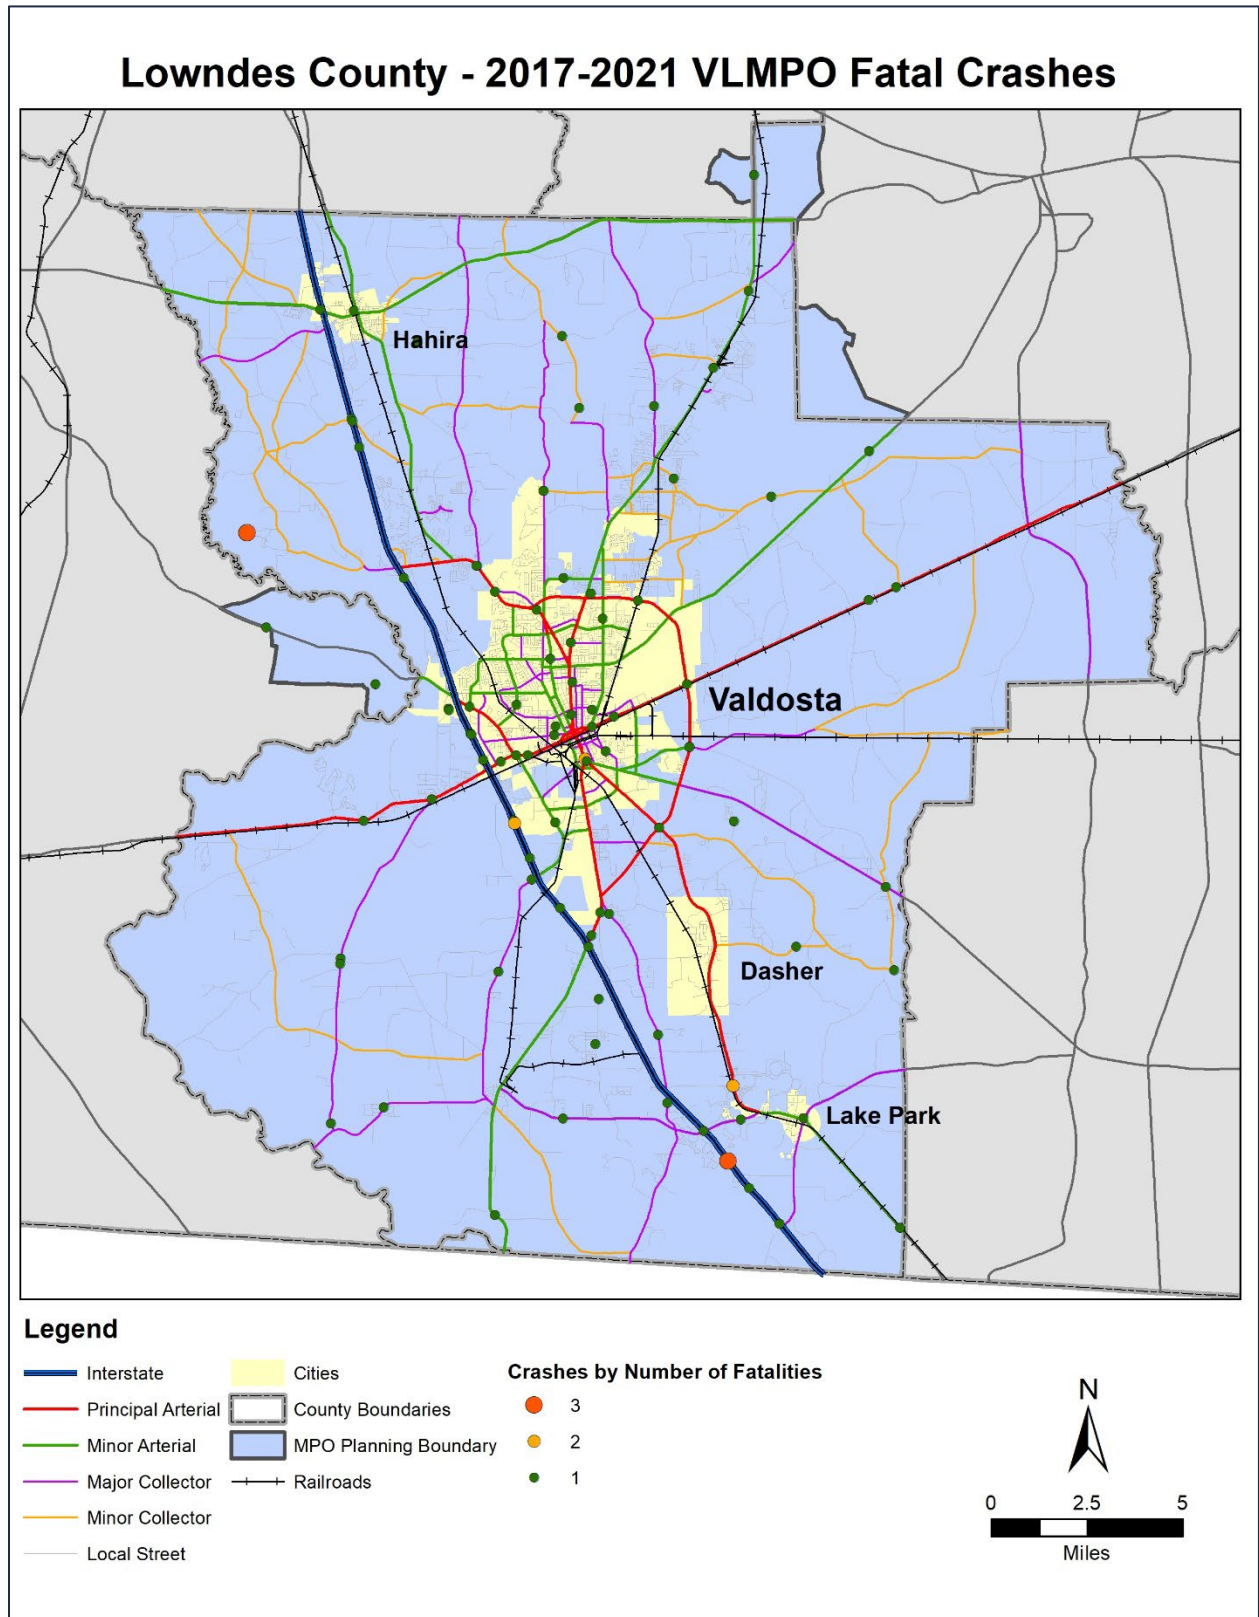 Lowndes County - 2017-2021 VLMPO Fatal Crashes
Hahira
Valdosta
Dasher
Lake Park
Legend
Interstate
Principal Arterial
Minor Arterial
Major Collector
Minor Collector
Local Street
Cities
County Boundaries
MPO Planning Boundary
Railroads
Crashes by Number of Fatalities
3
2
1
N
0 2.5 5
Miles